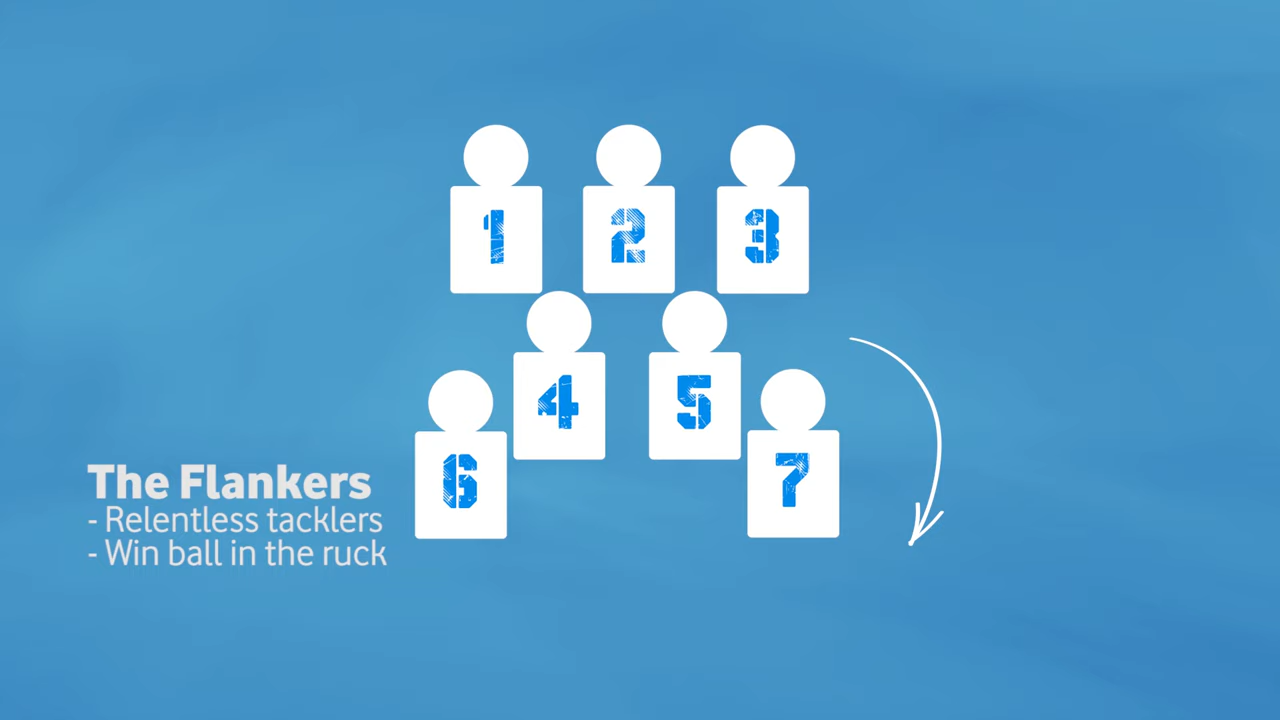 1 2 3
4 5
6 7
The Flankers
- Relentless tacklers
- Win ball in the ruck